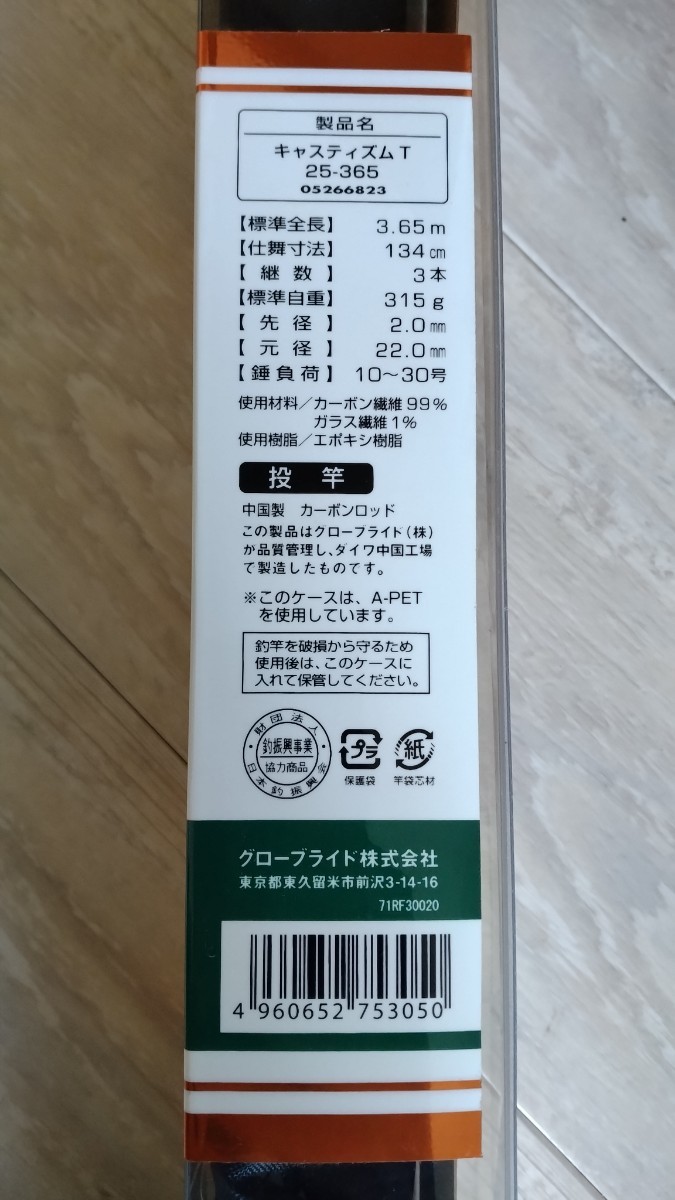 製品名
キャスティズムT
25-365
05266823
【標準全長】 3.65m
【仕舞寸法】 134cm
【継数】 3本
【標準自重】 315g
【先径】 2.0mm
【元径】 22.0mm
【錘負荷】 10〜30号
使用材料／カーボン繊維99%
ガラス繊維1%
使用樹脂／エポキシ樹脂
投竿
中国製 カーボンロッド
この製品はグローブライド(株)
が品質管理し、ダイワ中国工場
で製造したものです。
※このケースは、A-PET
を使用しています。
釣竿を破損から守るため
使用後は、このケースに
入れて保管してください。
財団法人
釣振興事業
協力商品
日本釣振興会
プラ
保護袋
紙
竿袋芯材
グローブライド株式会社
東京都東久留米市前沢3-14-16
71RF30020
4 960652 753050